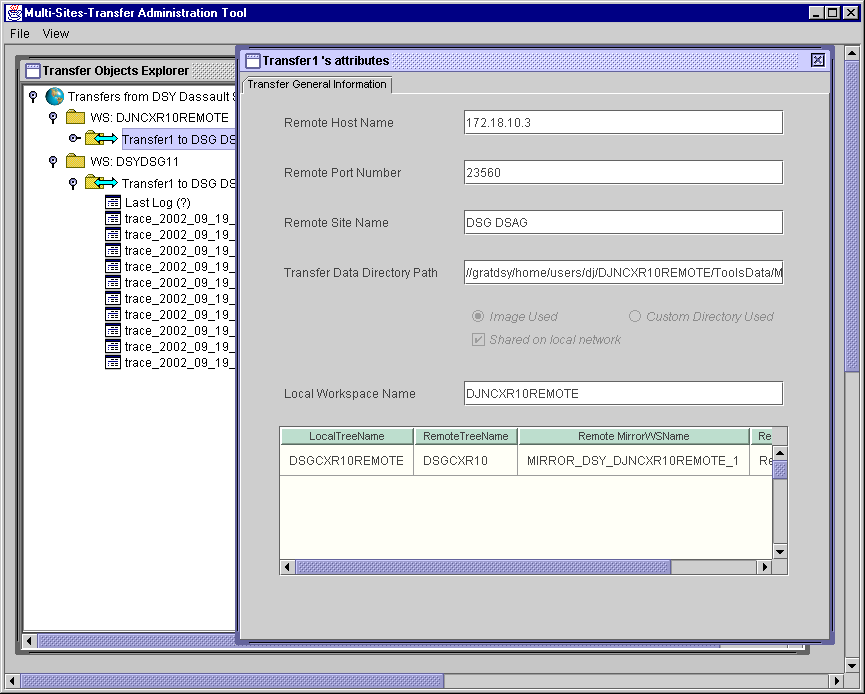 Multi-Sites-Transfer Administration Tool
File View
Transfer Objects Explorer
Transfers from DSY Dassault
WS: DJNCXR10REMOTE
Transfer1 to DSG DS
WS: DSYDSG11
Transfer1 to DSG DS
Last Log (?)
trace_2002_09_19_
trace_2002_09_19_
trace_2002_09_19_
trace_2002_09_19_
trace_2002_09_19_
trace_2002_09_19_
trace_2002_09_19_
trace_2002_09_19_
trace_2002_09_19_
trace_2002_09_19_
Transfer1 's attributes
Transfer General Information
Remote Host Name 172.18.10.3
Remote Port Number 23560
Remote Site Name DSG DSAG
Transfer Data Directory Path //gratdsy/home/users/dj/DJNCXR10REMOTE/ToolsData/M
Image Used Custom Directory Used
Shared on local network
Local Workspace Name DJNCXR10REMOTE
LocalTreeName RemoteTreeName Remote MirrorWSName Re
DSGCXR10REMOTE DSGCXR10 MIRROR_DSY_DJNCXR10REMOTE_1 Re